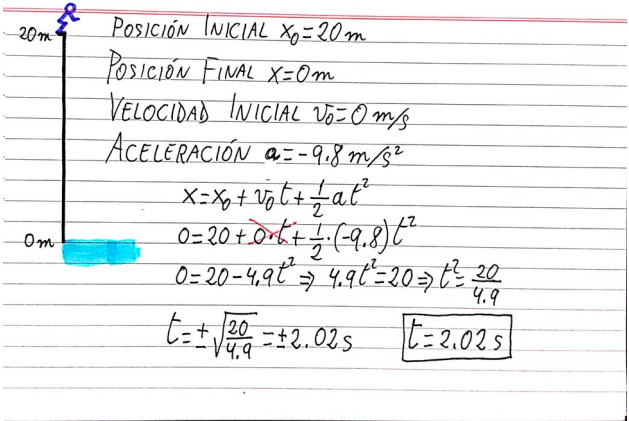 20m
POSICIÓN INICIAL x₀=20m
POSICIÓN FINAL x=0m
VELOCIDAD INICIAL v₀=0 m/s
ACELERACIÓN a=-9.8 m/s²
x=x₀+v₀t+½at²
0m
0=20+0·t+½·(-9.8)t²
0=20-4.9t² ⇒ 4.9t²=20 ⇒ t²=20/4.9
t=±√(20/4.9)=±2.02s
t=2.02 s